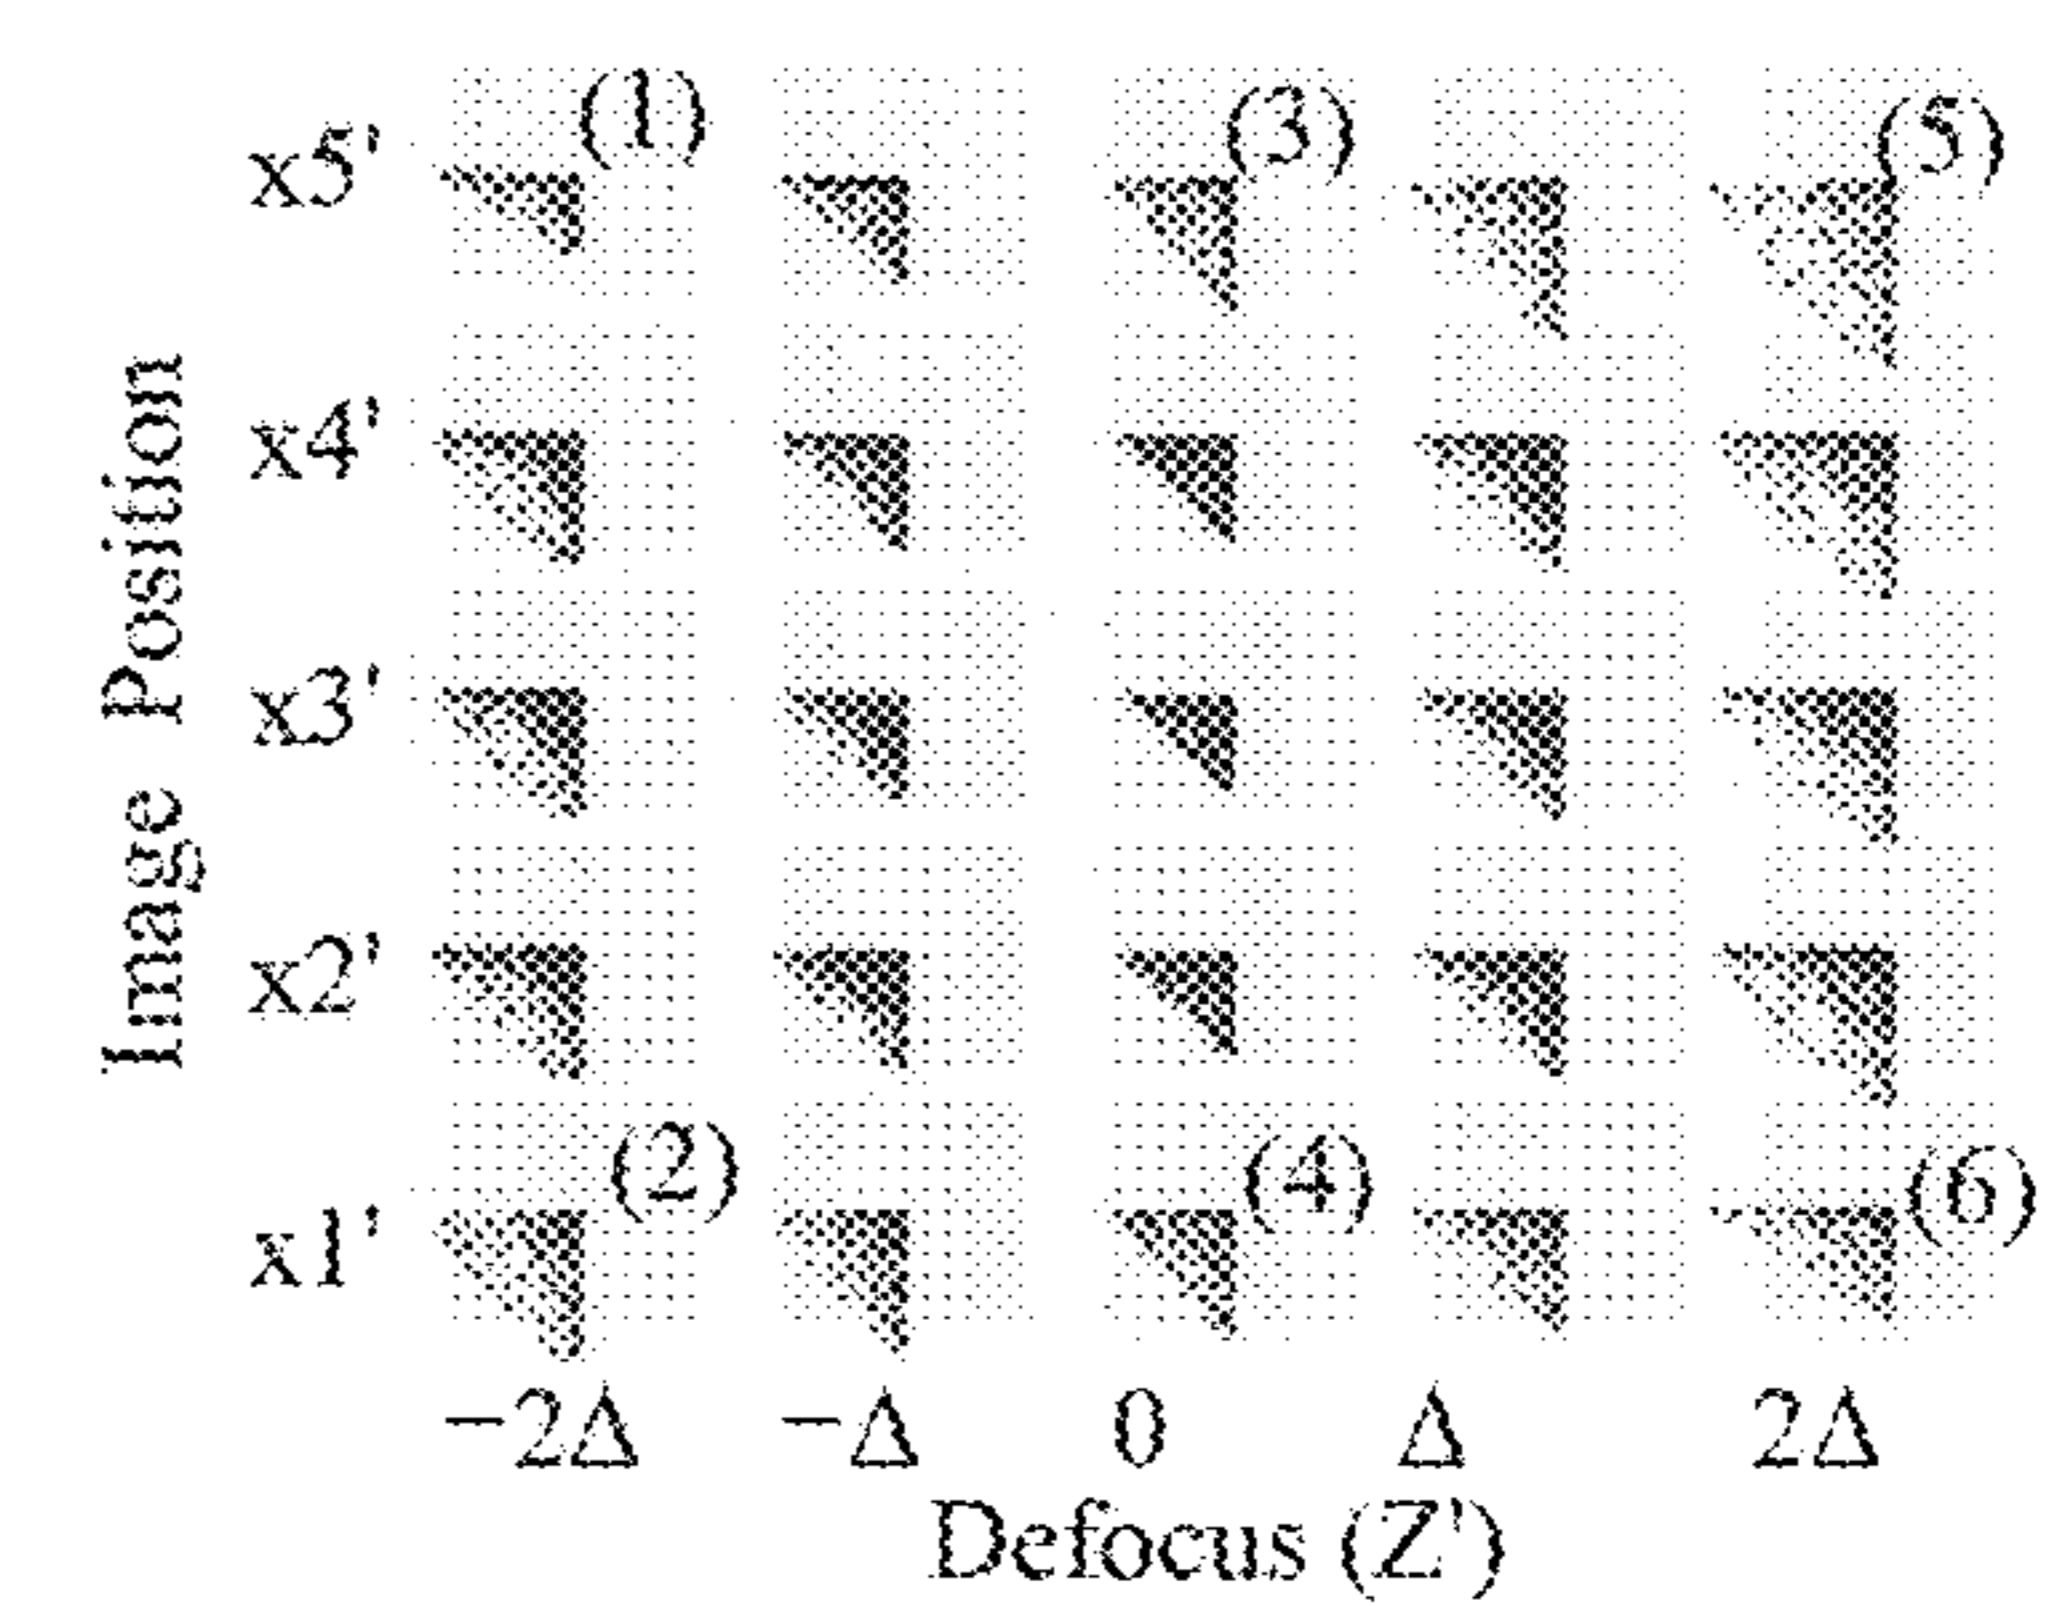 (1) (3) (5)
x5'
x4'
x3'
x2'
(2) (4) (6)
x1'
Image Position
−2Δ −Δ 0 Δ 2Δ
Defocus (Z')